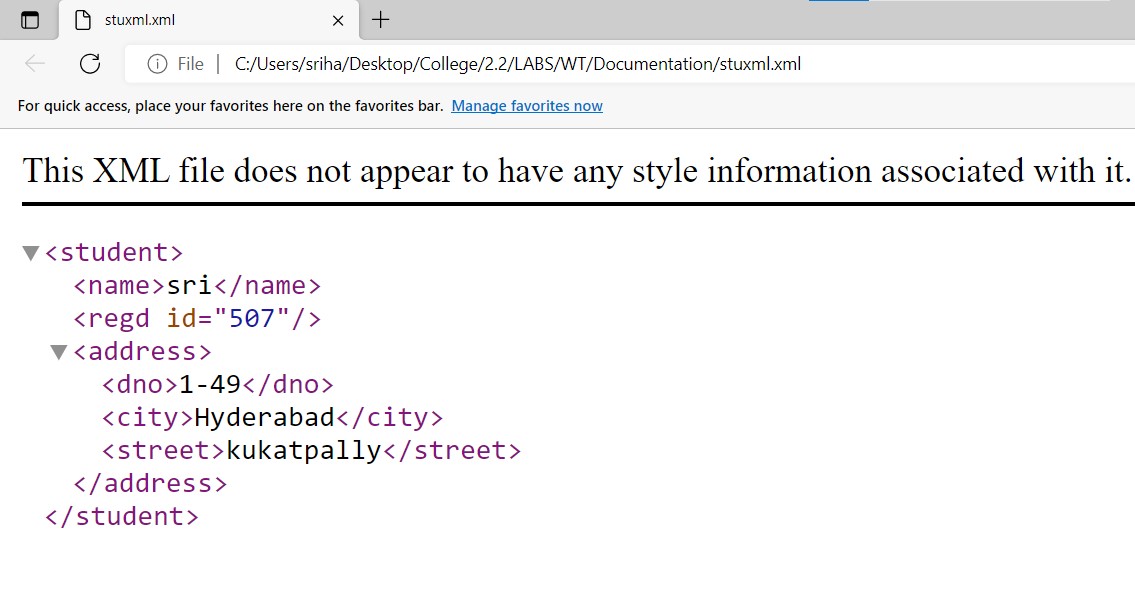 stuxml.xml
File | C:/Users/sriha/Desktop/College/2.2/LABS/WT/Documentation/stuxml.xml
For quick access, place your favorites here on the favorites bar. Manage favorites now
This XML file does not appear to have any style information associated with it.
<student>
<name>sri</name>
<regd id="507"/>
<address>
<dno>1-49</dno>
<city>Hyderabad</city>
<street>kukatpally</street>
</address>
</student>